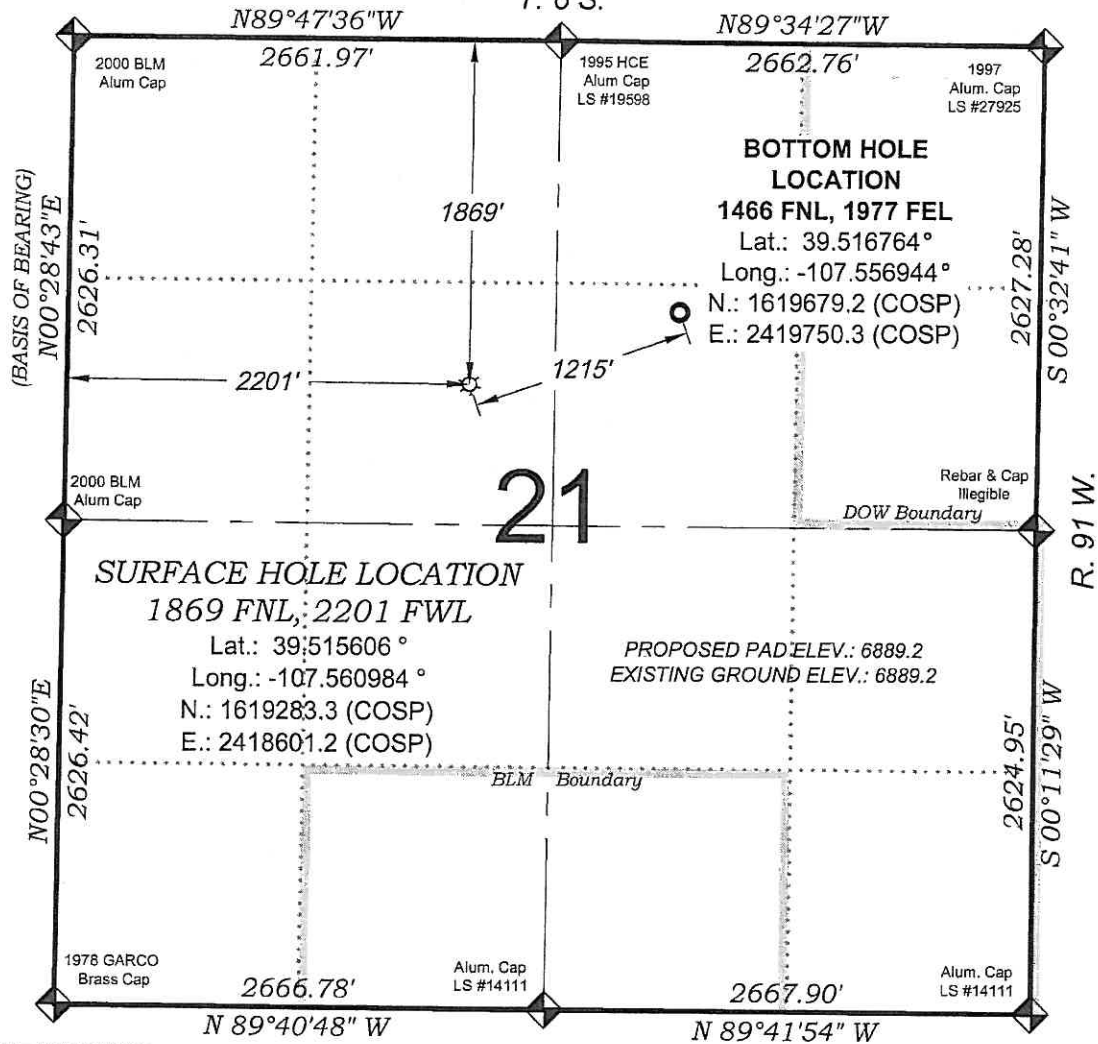 T. 6 S.
N89°47'36"W
N89°34'27"W
2661.97'
2662.76'
2000 BLM
Alum Cap
1995 HCE
Alum Cap
LS #19598
1997
Alum. Cap
LS #27925
BOTTOM HOLE
LOCATION
1466 FNL, 1977 FEL
Lat.: 39.516764°
Long.: -107.556944°
N.: 1619679.2 (COSP)
E.: 2419750.3 (COSP)
(BASIS OF BEARING)
N00°28'43"E
2626.31'
1869'
2627.28'
S 00°32'41" W
2201'
1215'
2000 BLM
Alum Cap
21
Rebar & Cap
Illegible
DOW Boundary
R. 91 W.
SURFACE HOLE LOCATION
1869 FNL, 2201 FWL
Lat.: 39.515606 °
Long.: -107.560984 °
N.: 1619283.3 (COSP)
E.: 2418601.2 (COSP)
PROPOSED PAD ELEV.: 6889.2
EXISTING GROUND ELEV.: 6889.2
N00°28'30"E
2626.42'
BLM Boundary
2624.95'
S 00°11'29" W
1978 GARCO
Brass Cap
Alum. Cap
LS #14111
Alum. Cap
LS #14111
2666.78'
2667.90'
N 89°40'48" W
N 89°41'54" W